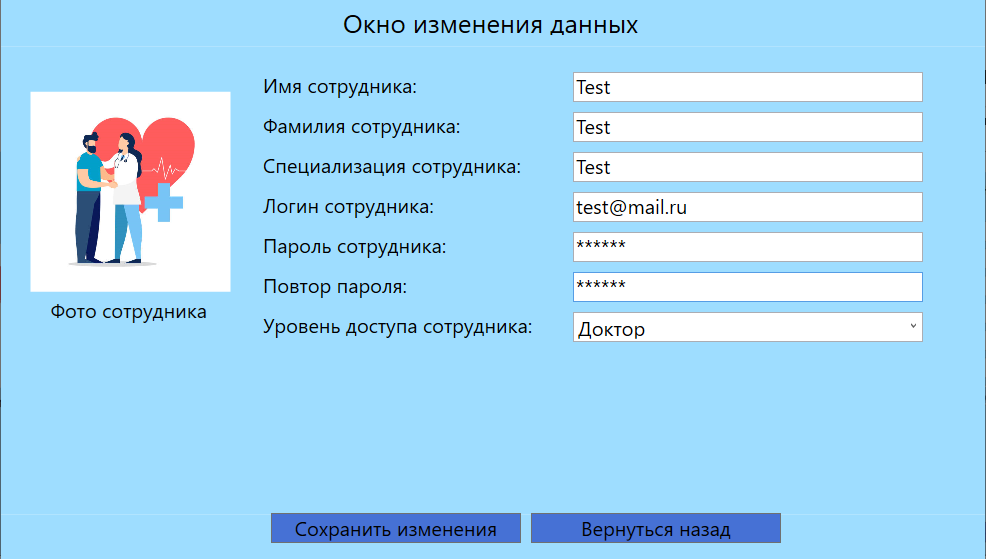 Окно изменения данных
Имя сотрудника: Test
Фамилия сотрудника: Test
Специализация сотрудника: Test
Логин сотрудника: test@mail.ru
Пароль сотрудника: ******
Повтор пароля: ******
Фото сотрудника
Уровень доступа сотрудника: Доктор
Сохранить изменения Вернуться назад